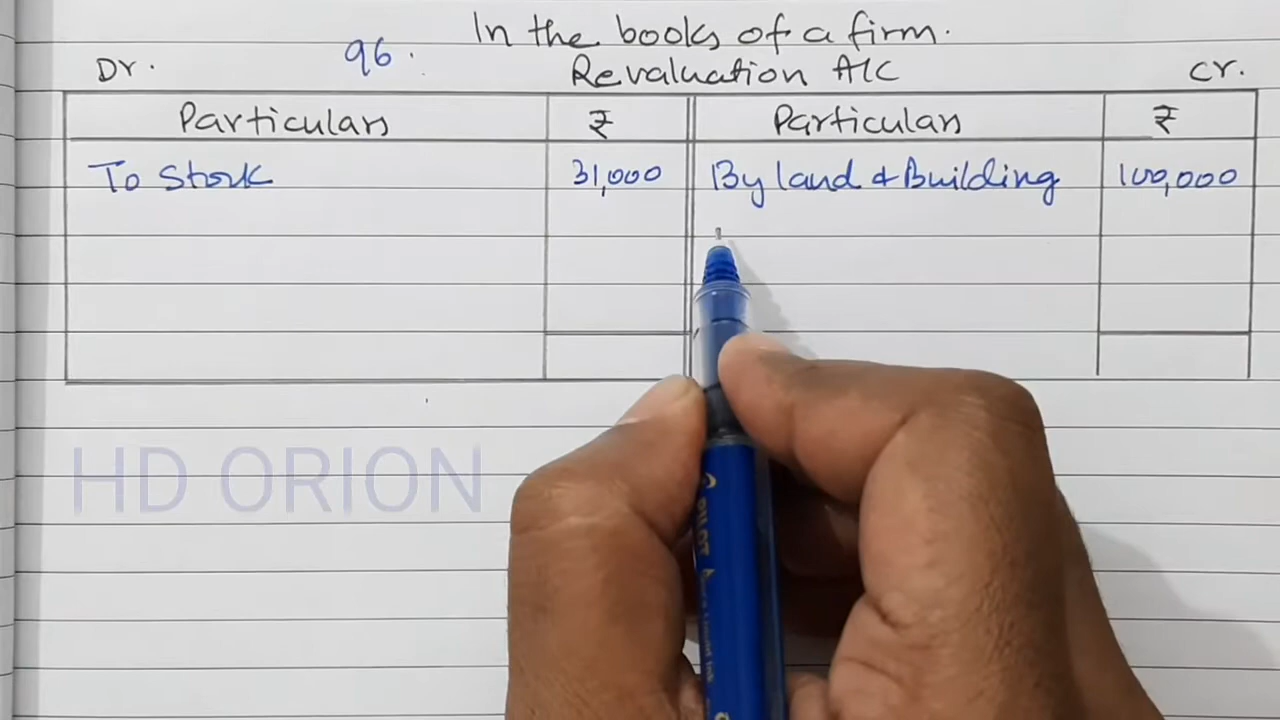 In the books of a firm.
96.
Dr. Revaluation A/C Cr.
Particulars ₹ Particulars ₹
To Stock 31,000 By land & Building 100,000
HD ORION
PILOT